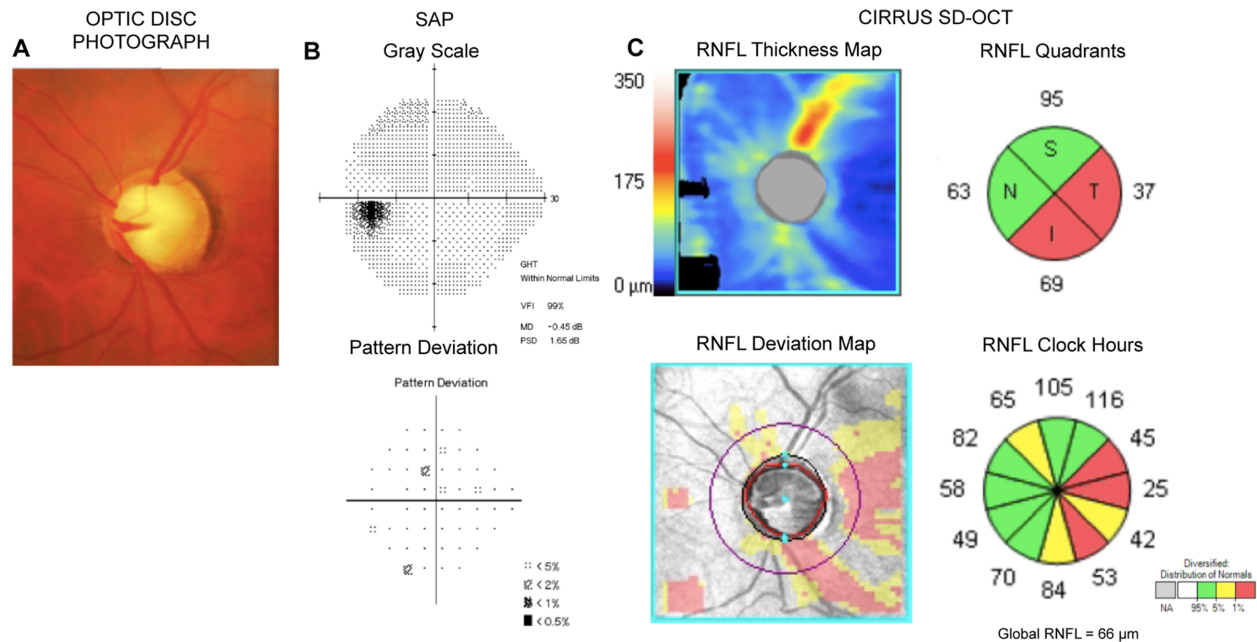 OPTIC DISC
PHOTOGRAPH
A
SAP
B
Gray Scale
30
GHT
Within Normal Limits
VFI 99%
MD -0.45 dB
PSD 1.65 dB
Pattern Deviation
Pattern Deviation
< 5%
< 2%
< 1%
< 0.5%
CIRRUS SD-OCT
C
RNFL Thickness Map
350
175
0 µm
RNFL Quadrants
95
S
63 N T 37
I
69
RNFL Deviation Map
RNFL Clock Hours
105
65 116
82 45
58 25
49 42
70 53
84
Diversified:
Distribution of Normals
NA 95% 5% 1%
Global RNFL = 66 µm